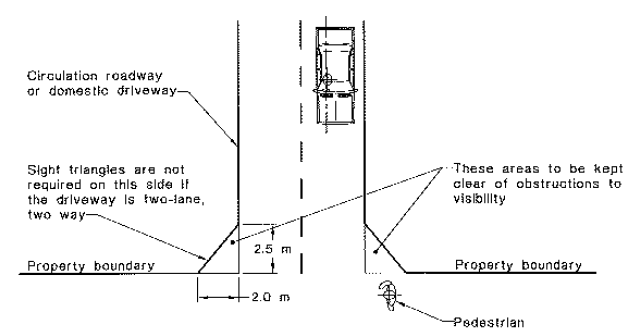 Circulation roadway
or domestic driveway
Sight triangles are not
required on this side if
the driveway is two-lane,
two way
These areas to be kept
clear of obstructions to
visibility
2.5 m
Property boundary
Property boundary
2.0 m
Pedestrian